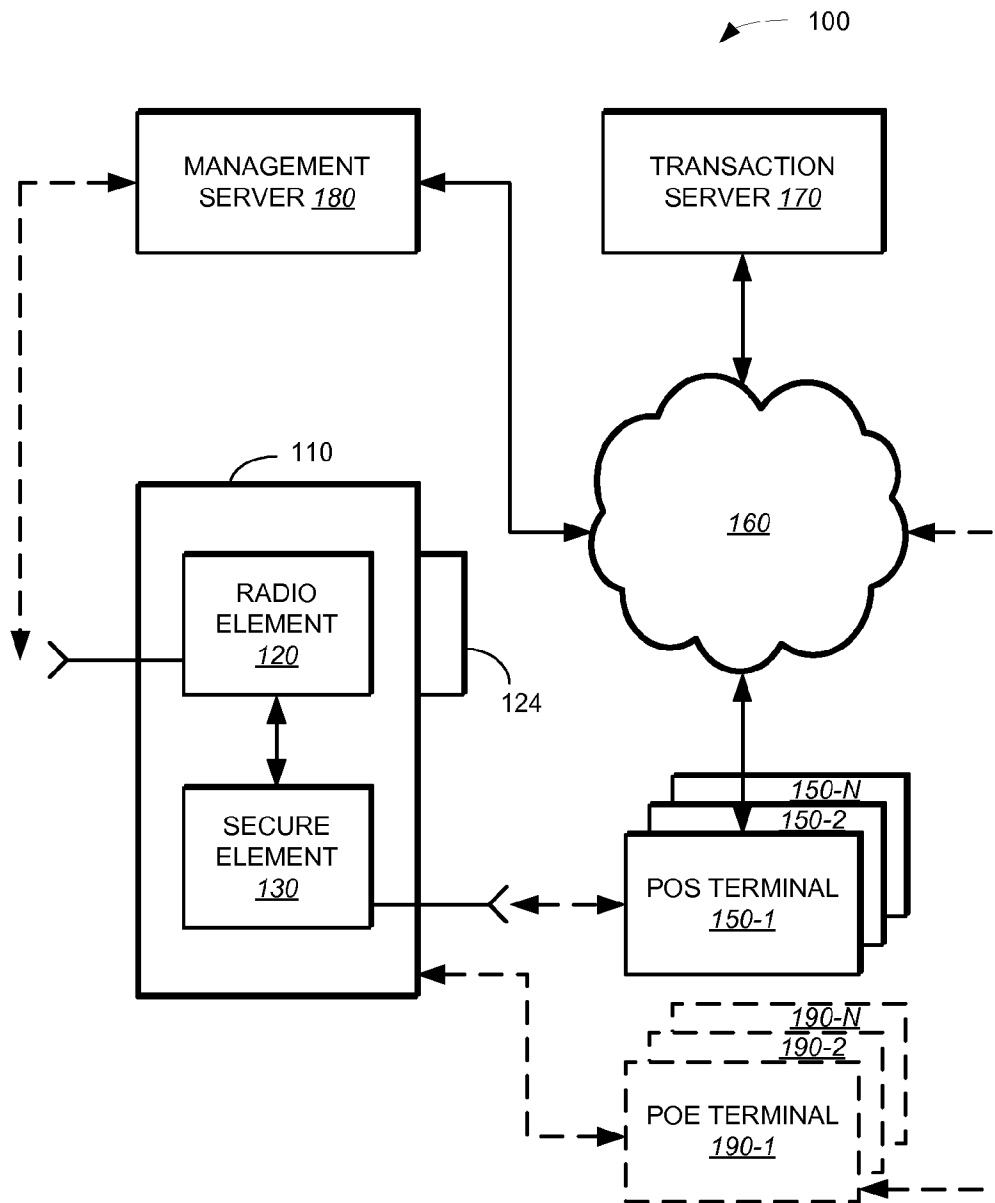 100
MANAGEMENT
SERVER 180
TRANSACTION
SERVER 170
110
160
RADIO
ELEMENT
120
124
SECURE
ELEMENT
130
150-N
150-2
POS TERMINAL
150-1
190-N
190-2
POE TERMINAL
190-1